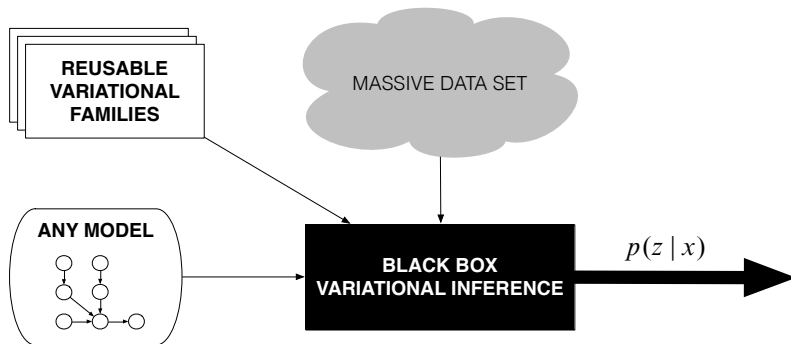 REUSABLE
VARIATIONAL
FAMILIES
MASSIVE DATA SET
ANY MODEL
BLACK BOX
VARIATIONAL INFERENCE
p(z | x)